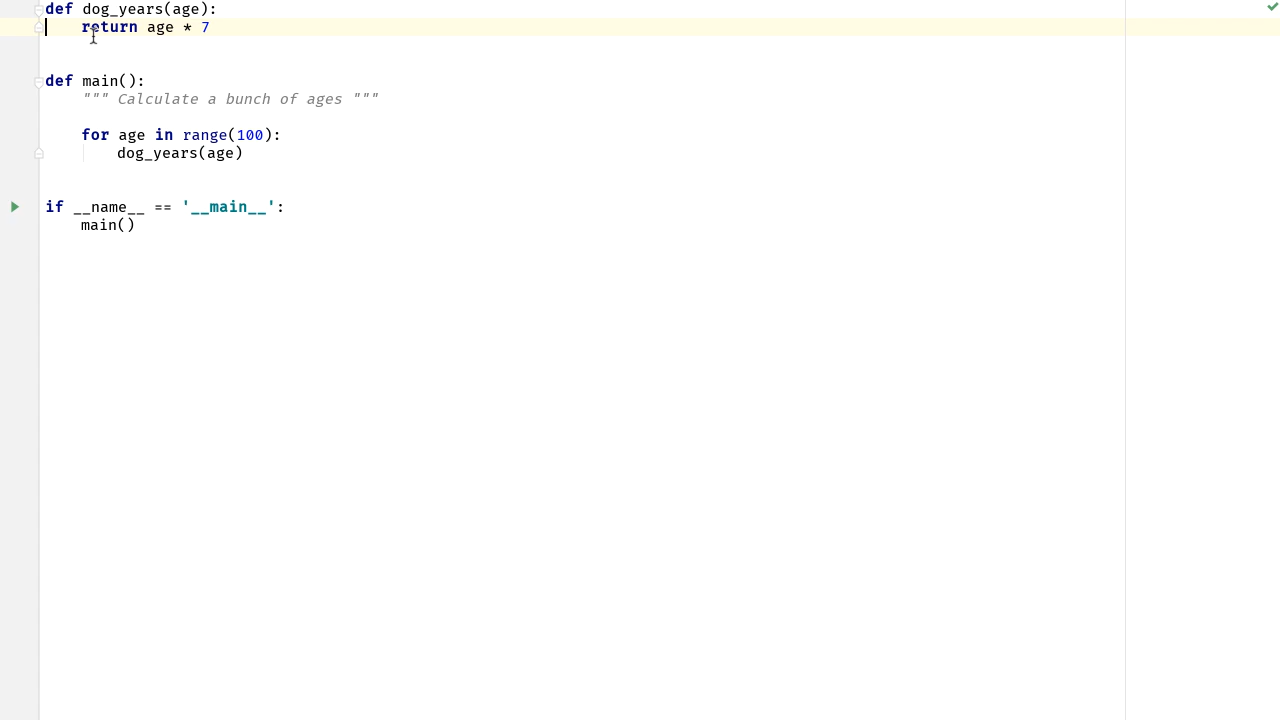 def dog_years(age):
    return age * 7
def main():
    """ Calculate a bunch of ages """
    for age in range(100):
        dog_years(age)
if __name__ == '__main__':
    main()